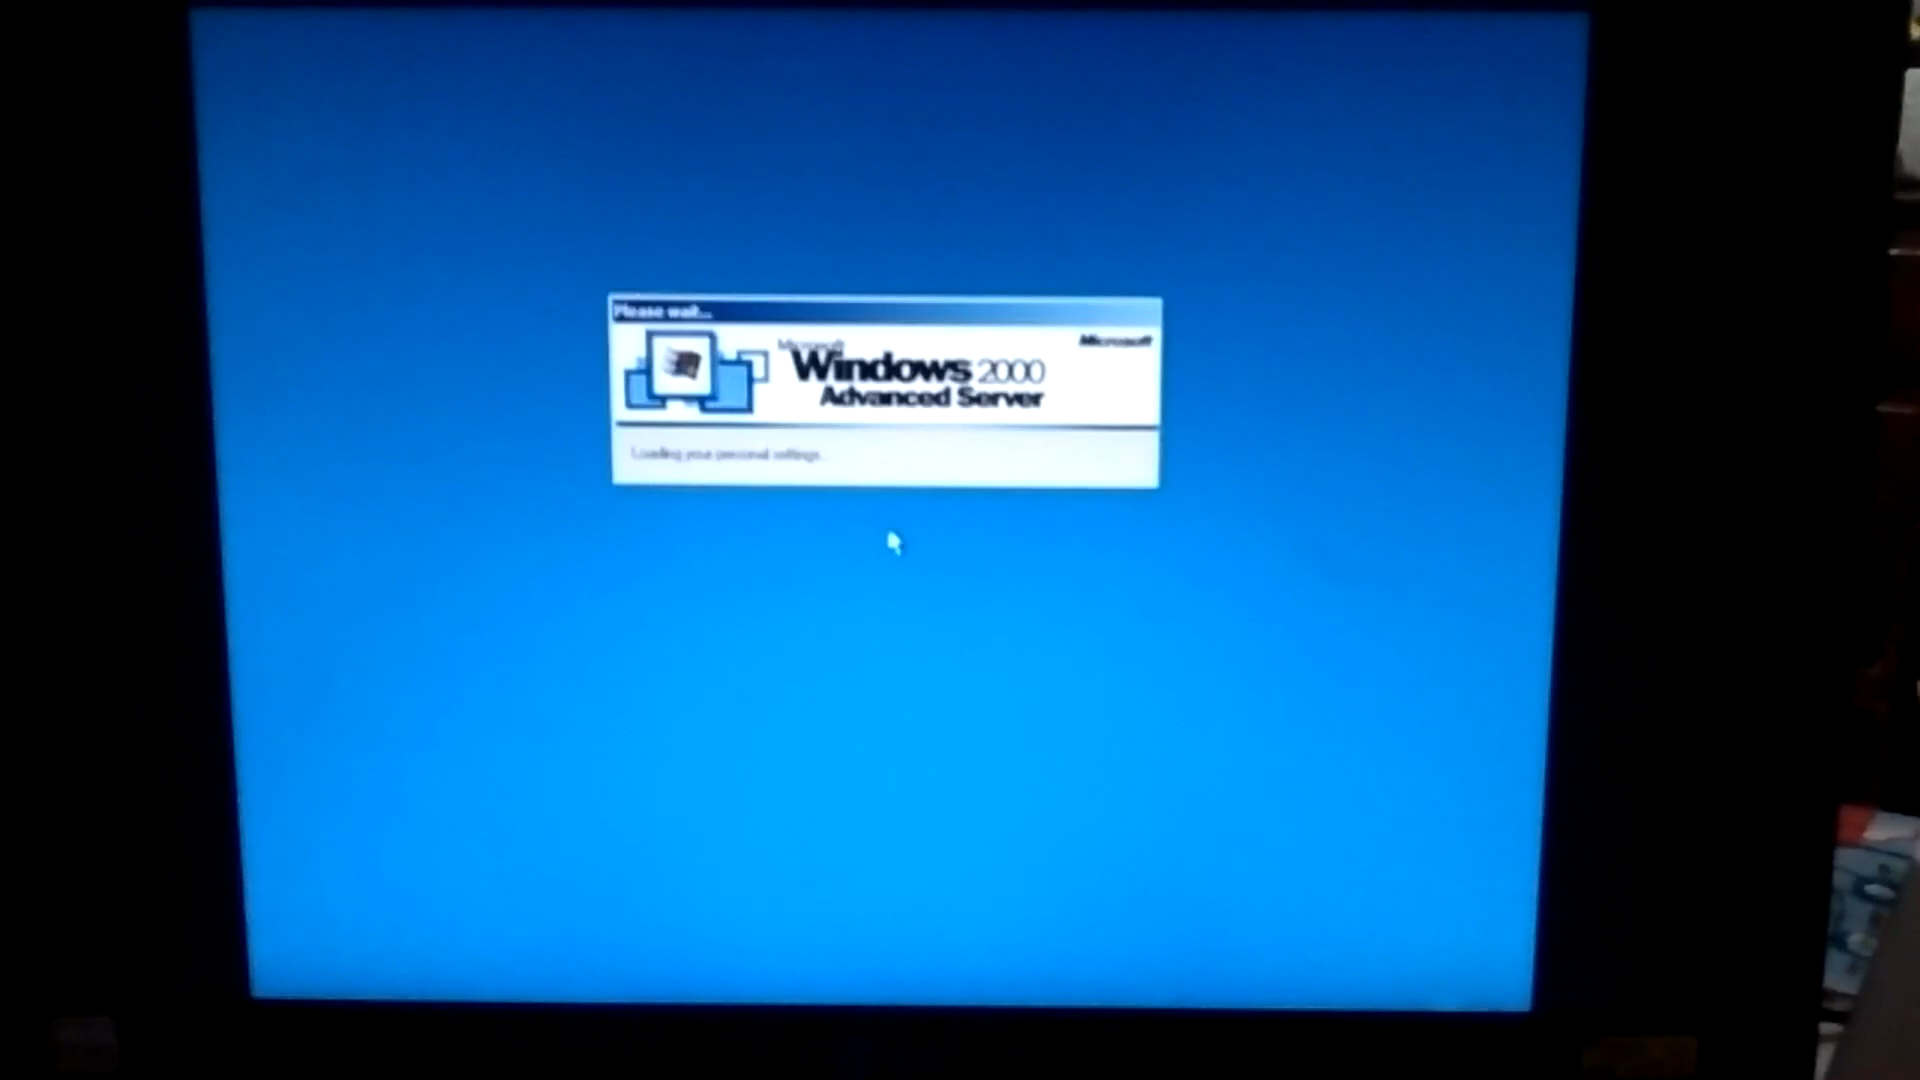 Please wait...
Microsoft
Microsoft
Windows 2000
Advanced Server
Loading your personal settings...